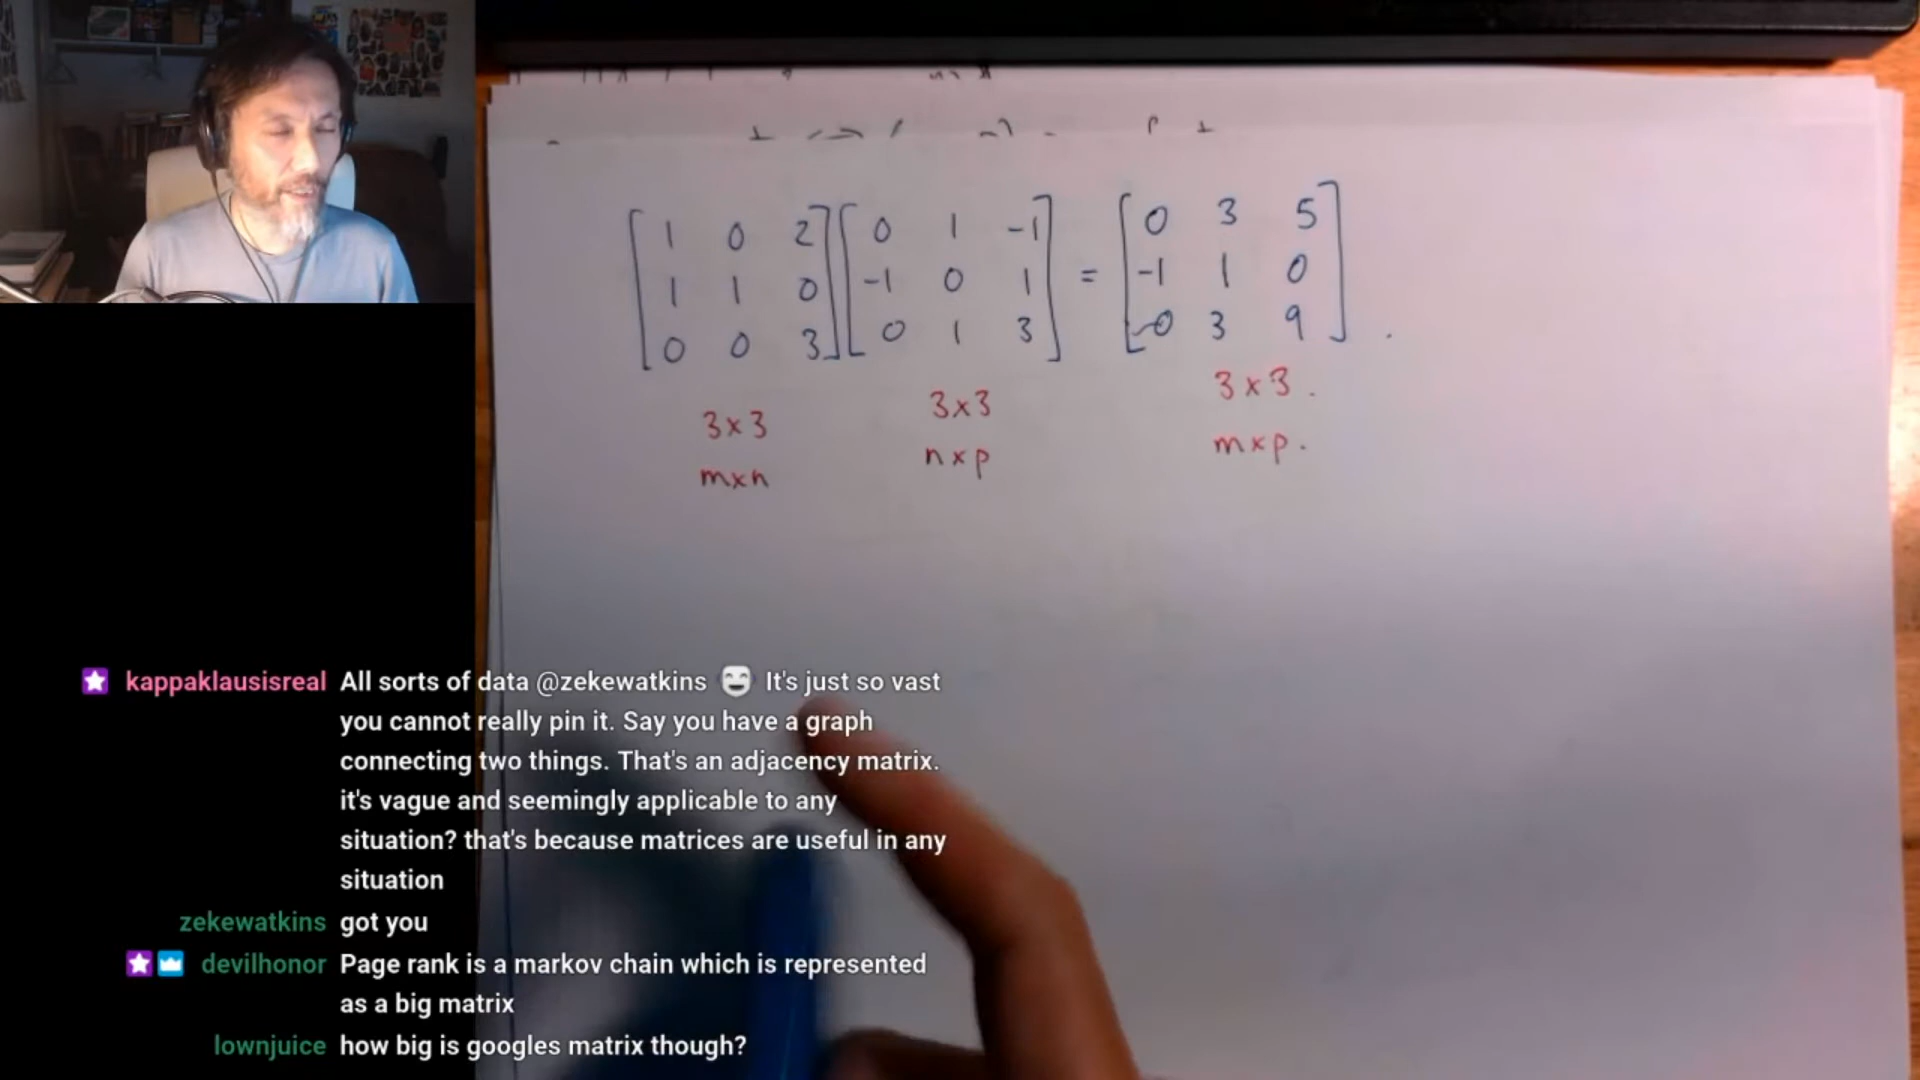 1 0 2 0 1 -1 0 3 5
1 1 0 -1 0 1 = -1 1 0
0 0 3 0 1 3 -0 3 9 .
3x3 3x3 3x3.
mxn nxp mxp.
kappaklausisreal All sorts of data @zekewatkins It's just so vast
you cannot really pin it. Say you have a graph
connecting two things. That's an adjacency matrix.
it's vague and seemingly applicable to any
situation? that's because matrices are useful in any
situation
zekewatkins got you
devilhonor Page rank is a markov chain which is represented
as a big matrix
lownjuice how big is googles matrix though?